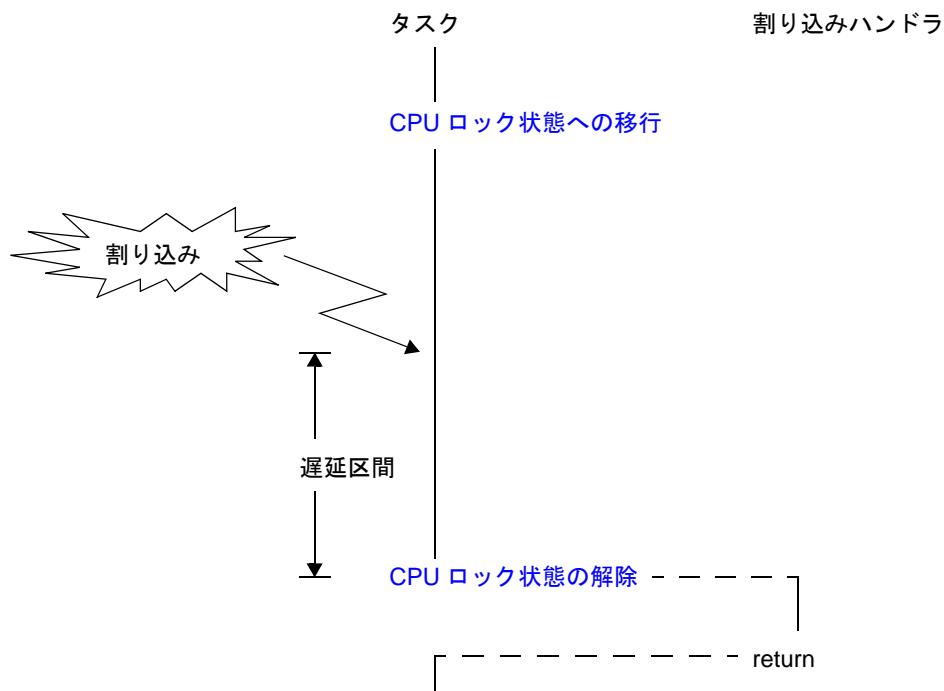 タスク
割り込みハンドラ
CPU ロック状態への移行
割り込み
遅延区間
CPU ロック状態の解除
return